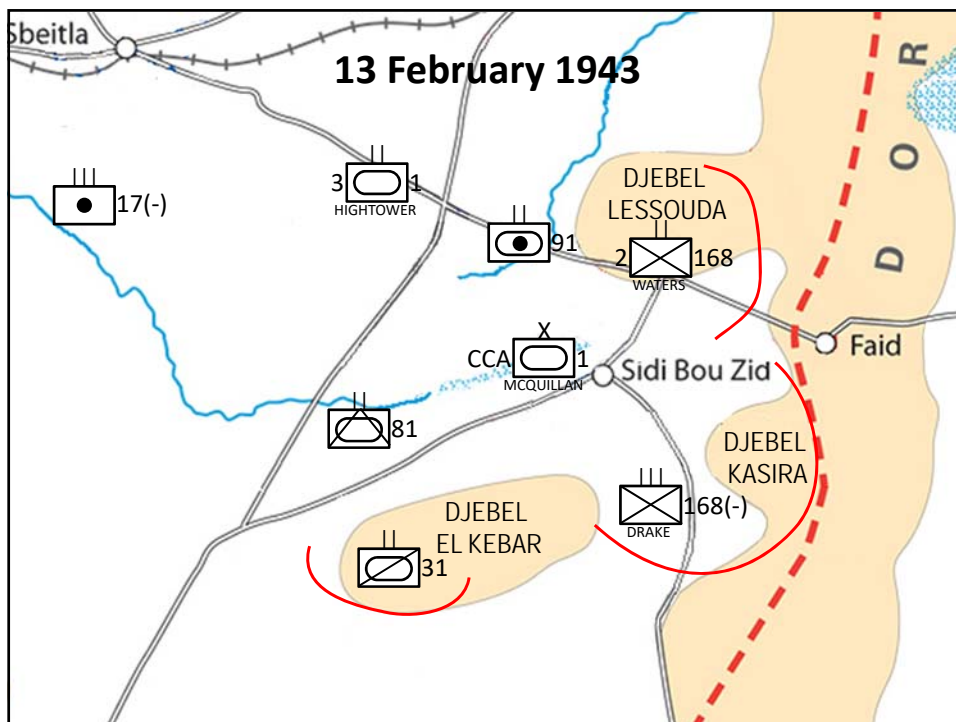 Sbeitla
13 February 1943
3
1
HIGHTOWER
17(-)
DJEBEL
LESSOUDA
91
2
168
WATERS
D O R
Faid
X
CCA
1
MCQUILLAN
Sidi Bou Zid
81
DJEBEL
KASIRA
168(-)
DRAKE
DJEBEL
EL KEBAR
31